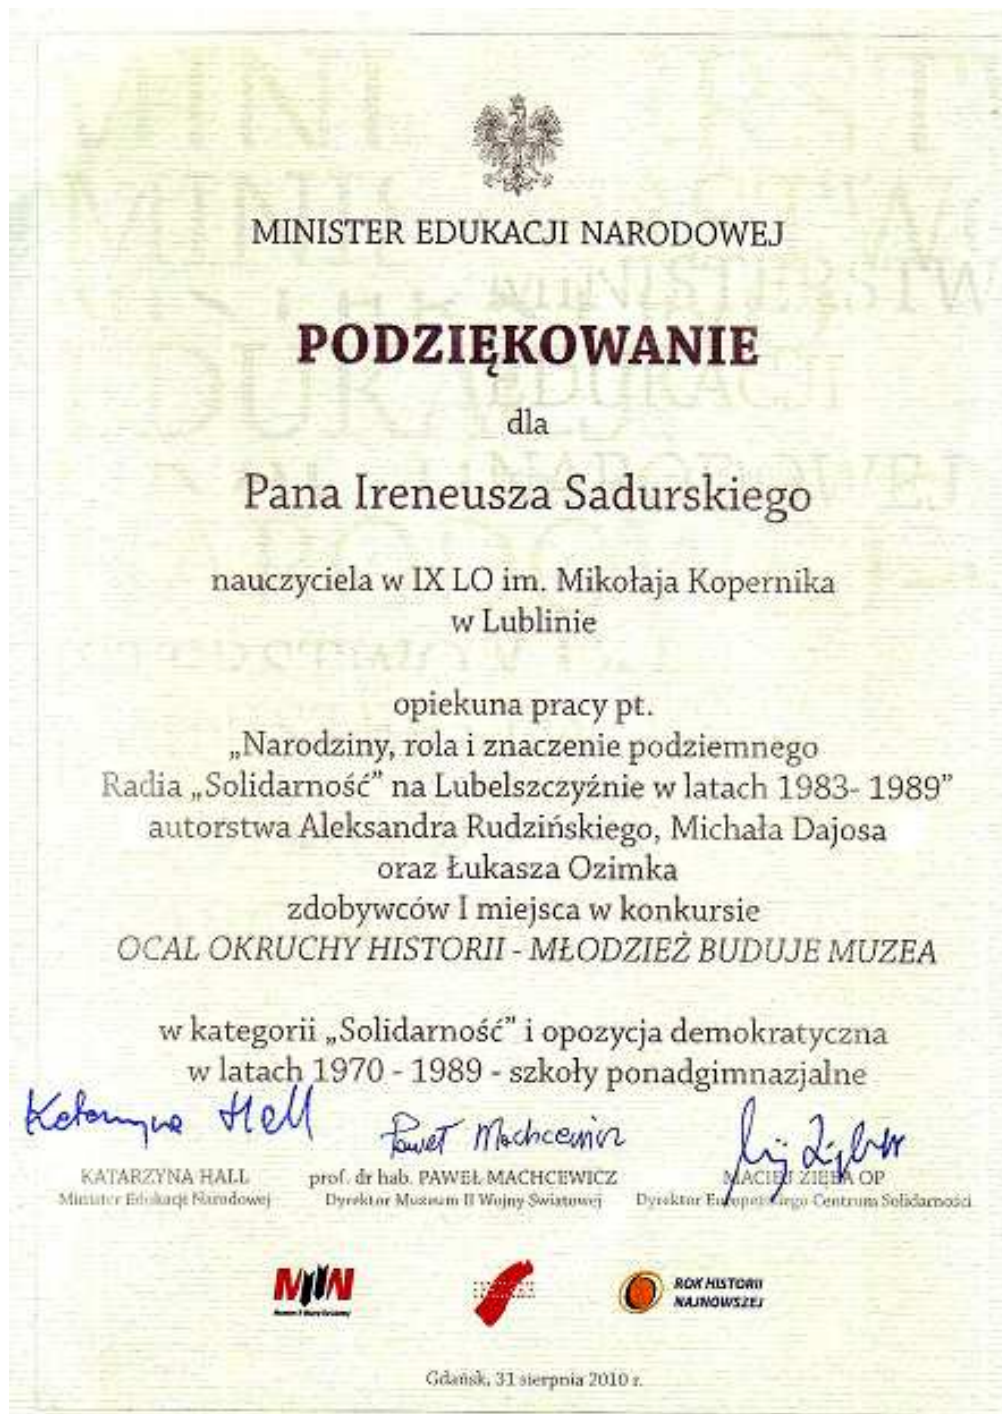 MINISTER EDUKACJI NARODOWEJ
PODZIĘKOWANIE
dla
Pana Ireneusza Sadurskiego
nauczyciela w IX LO im. Mikołaja Kopernika
w Lublinie
opiekuna pracy pt.
„Narodziny, rola i znaczenie podziemnego
Radia „Solidarność” na Lubelszczyźnie w latach 1983- 1989”
autorstwa Aleksandra Rudzińskiego, Michała Dajosa
oraz Łukasza Ozimka
zdobywców I miejsca w konkursie
OCAL OKRUCHY HISTORII - MŁODZIEŻ BUDUJE MUZEA
w kategorii „Solidarność” i opozycja demokratyczna
w latach 1970 - 1989 - szkoły ponadgimnazjalne
Katarzyna Hall Paweł Machcewicz
KATARZYNA HALL prof. dr hab. PAWEŁ MACHCEWICZ MACIEJ ZIĘBA OP
Minister Edukacji Narodowej Dyrektor Muzeum II Wojny Światowej Dyrektor Europejskiego Centrum Solidarności
ROK HISTORII
NAJNOWSZEJ
Gdańsk, 31 sierpnia 2010 r.